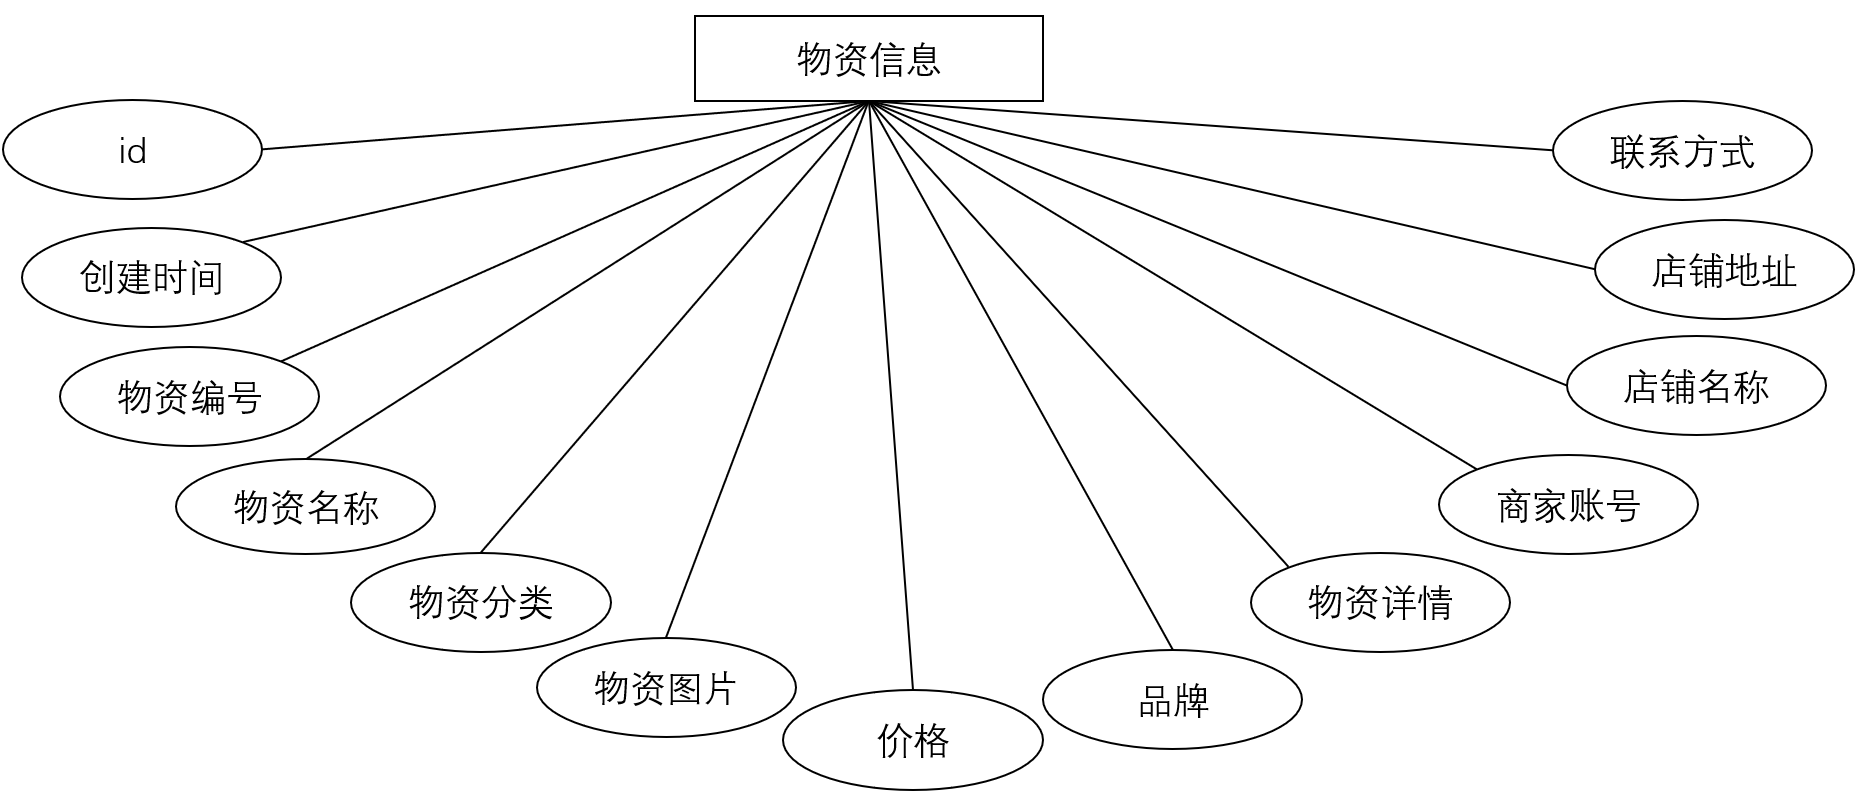 物资信息
id
联系方式
创建时间
店铺地址
物资编号
店铺名称
物资名称
商家账号
物资分类
物资详情
物资图片
品牌
价格